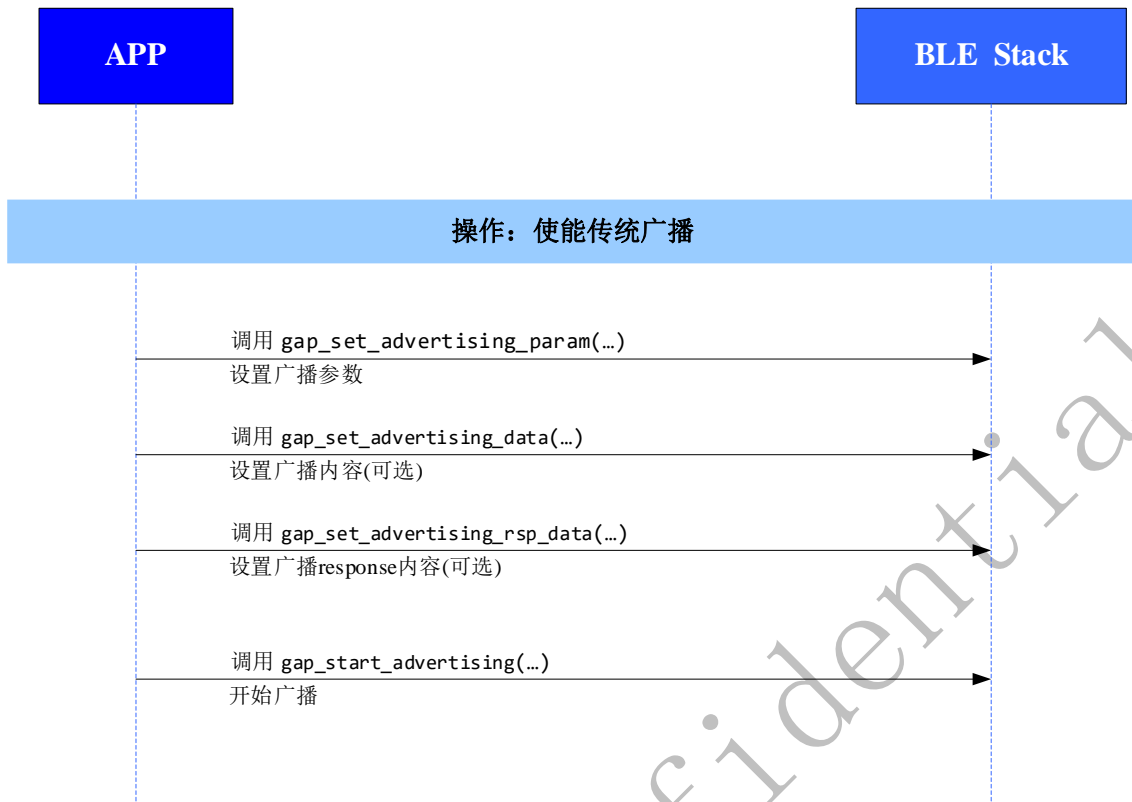 APP
BLE Stack
操作：使能传统广播
调用 gap_set_advertising_param(…)
设置广播参数
调用 gap_set_advertising_data(…)
设置广播内容(可选)
调用 gap_set_advertising_rsp_data(…)
设置广播response内容(可选)
调用 gap_start_advertising(…)
开始广播